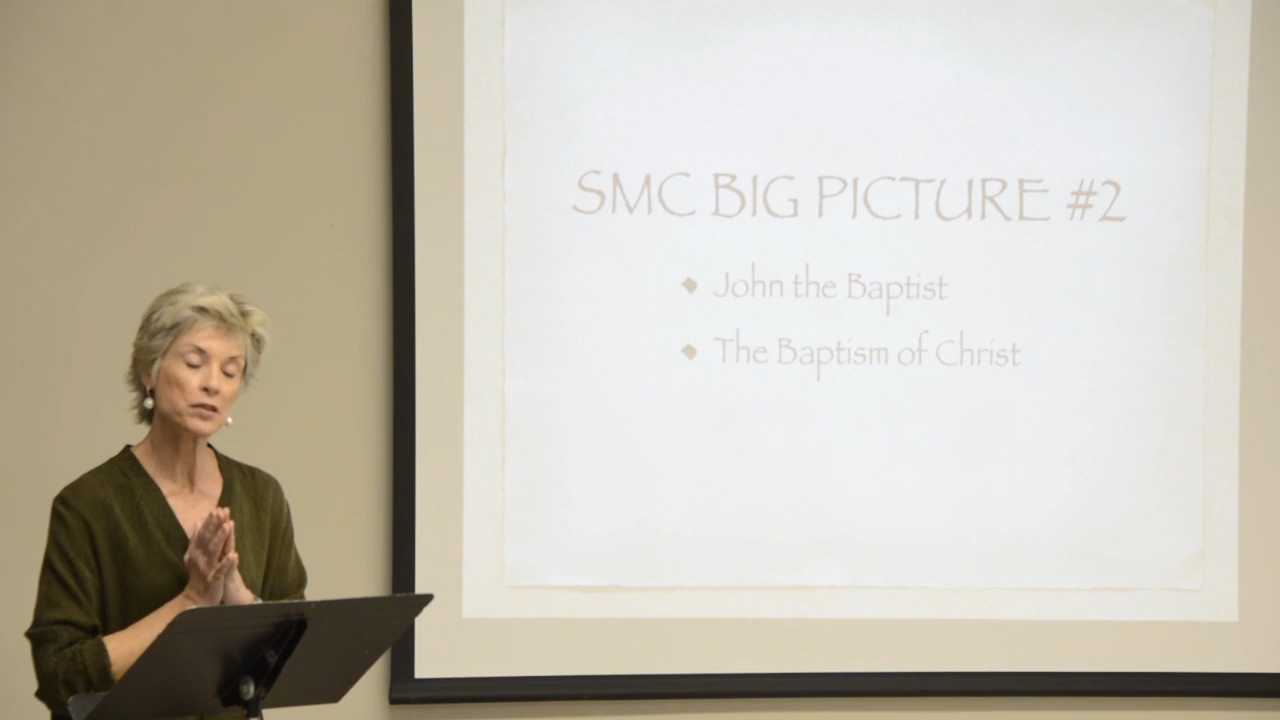 SMC BIG PICTURE #2
John the Baptist
The Baptism of Christ